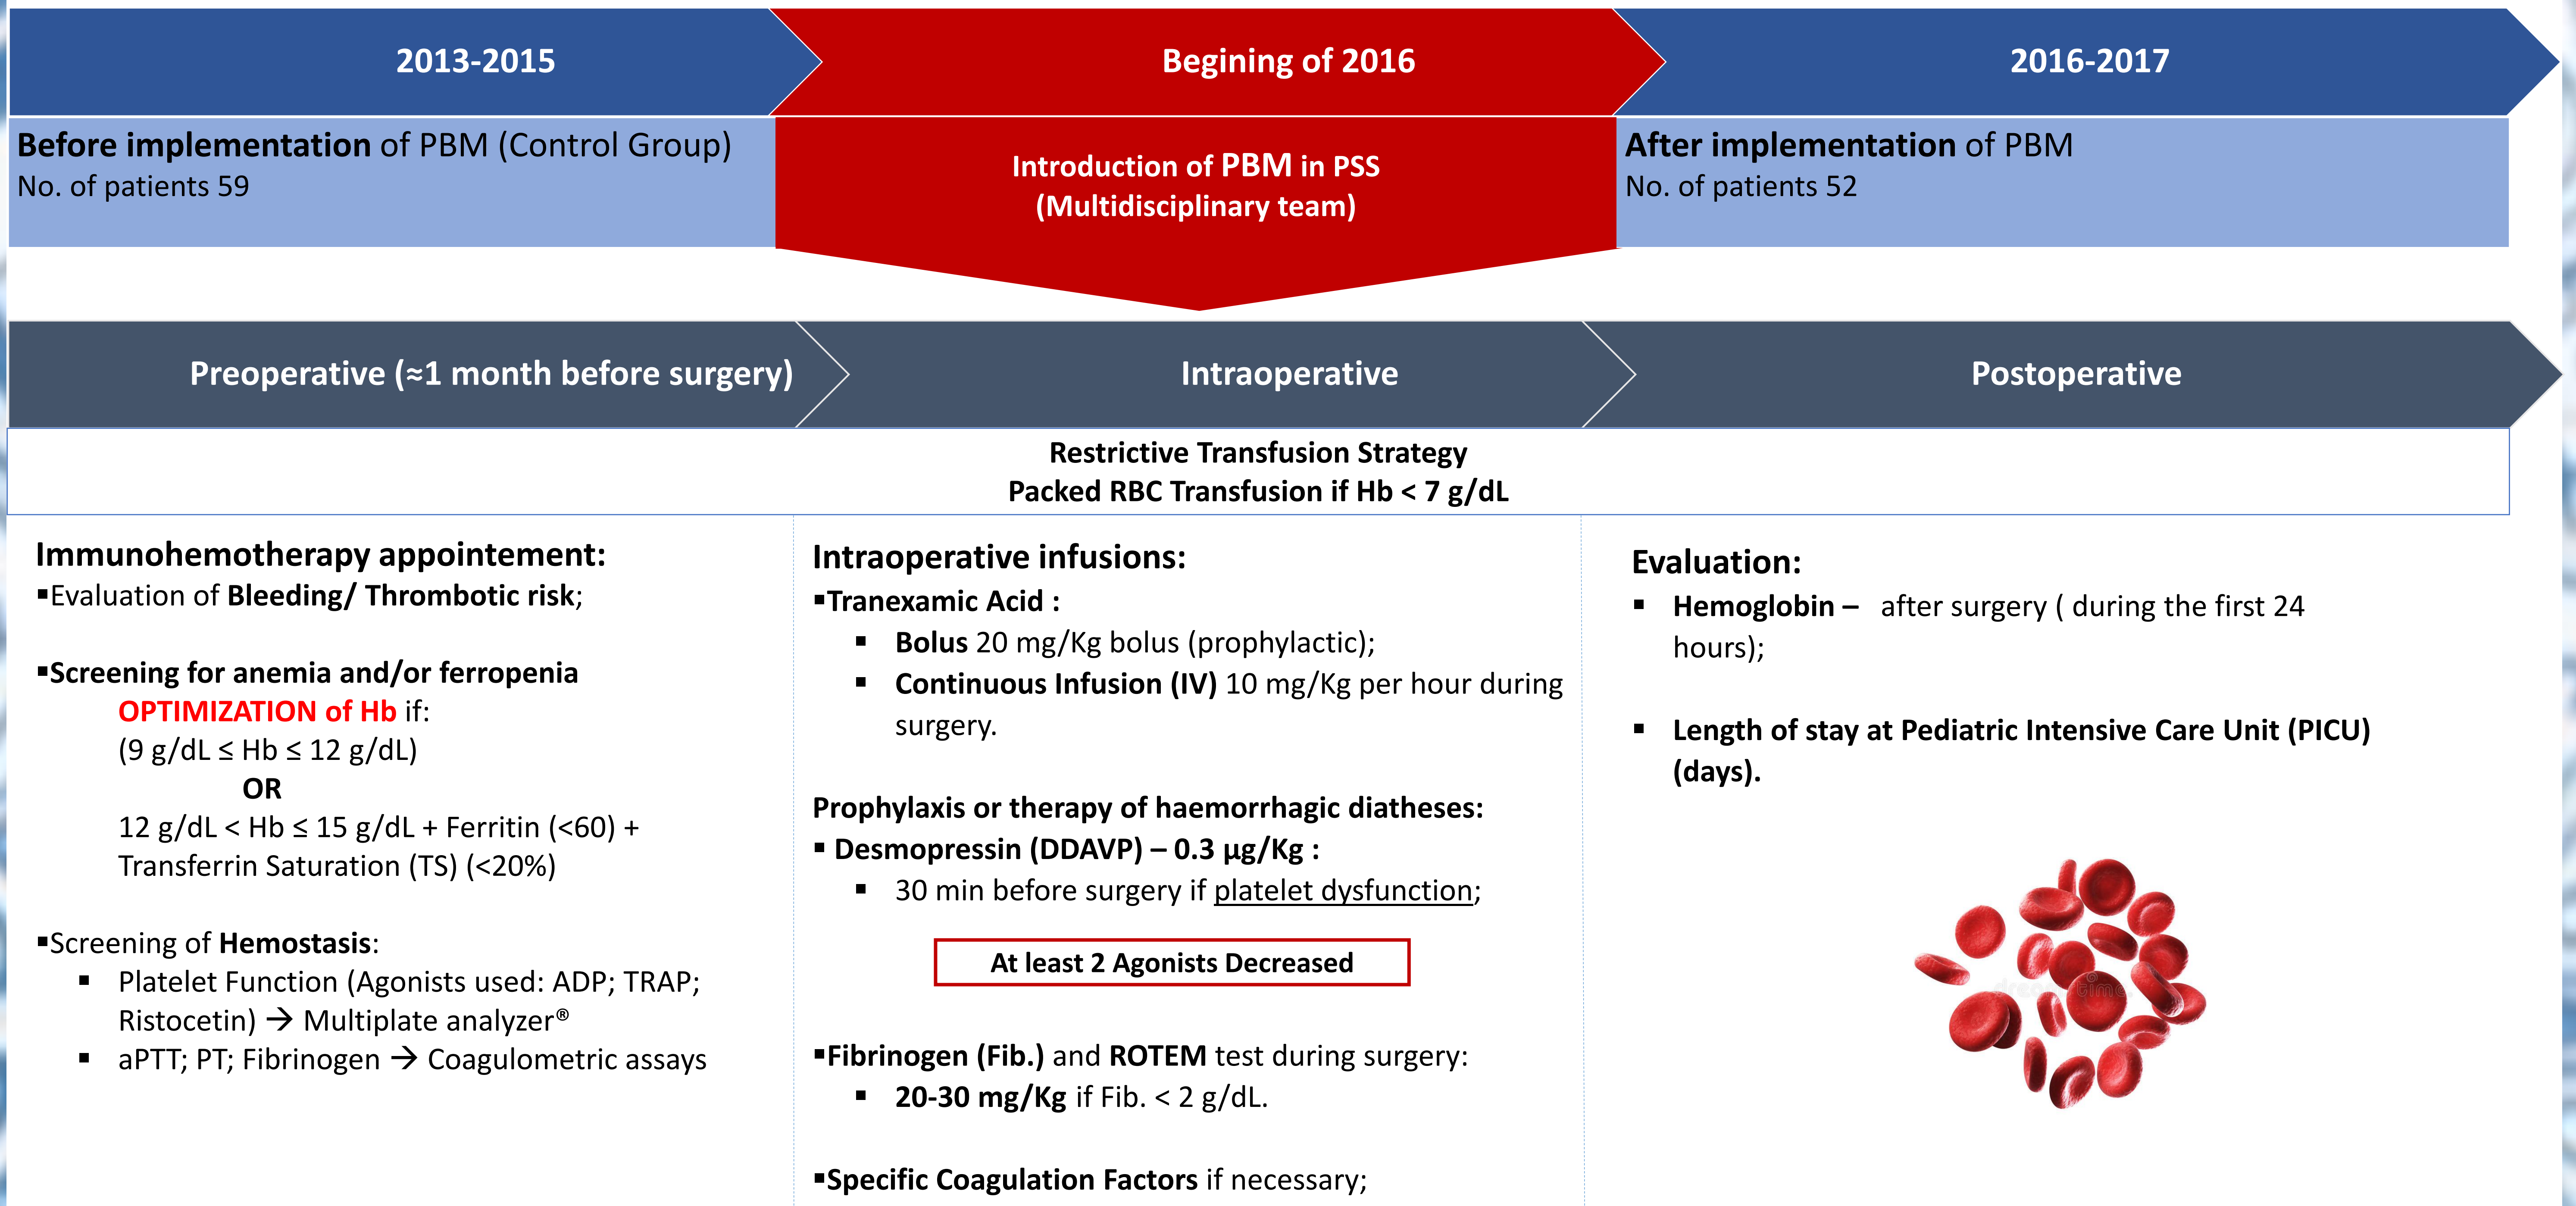 2013-2015
Begining of 2016
2016-2017
Before implementation of PBM (Control Group)
No. of patients 59
Introduction of PBM in PSS
(Multidisciplinary team)
After implementation of PBM
No. of patients 52
Preoperative (≈1 month before surgery)
Intraoperative
Postoperative
Restrictive Transfusion Strategy
Packed RBC Transfusion if Hb < 7 g/dL
Immunohemotherapy appointement:
▪Evaluation of Bleeding/ Thrombotic risk;
▪Screening for anemia and/or ferropenia
OPTIMIZATION of Hb if:
(9 g/dL ≤ Hb ≤ 12 g/dL)
OR
12 g/dL < Hb ≤ 15 g/dL + Ferritin (<60) +
Transferrin Saturation (TS) (<20%)
▪Screening of Hemostasis:
▪ Platelet Function (Agonists used: ADP; TRAP;
Ristocetin) → Multiplate analyzer®
▪ aPTT; PT; Fibrinogen → Coagulometric assays
Intraoperative infusions:
▪Tranexamic Acid :
▪ Bolus 20 mg/Kg bolus (prophylactic);
▪ Continuous Infusion (IV) 10 mg/Kg per hour during
surgery.
Prophylaxis or therapy of haemorrhagic diatheses:
▪ Desmopressin (DDAVP) – 0.3 µg/Kg :
▪ 30 min before surgery if platelet dysfunction;
At least 2 Agonists Decreased
▪Fibrinogen (Fib.) and ROTEM test during surgery:
▪ 20-30 mg/Kg if Fib. < 2 g/dL.
▪Specific Coagulation Factors if necessary;
Evaluation:
▪ Hemoglobin – after surgery ( during the first 24
hours);
▪ Length of stay at Pediatric Intensive Care Unit (PICU)
(days).